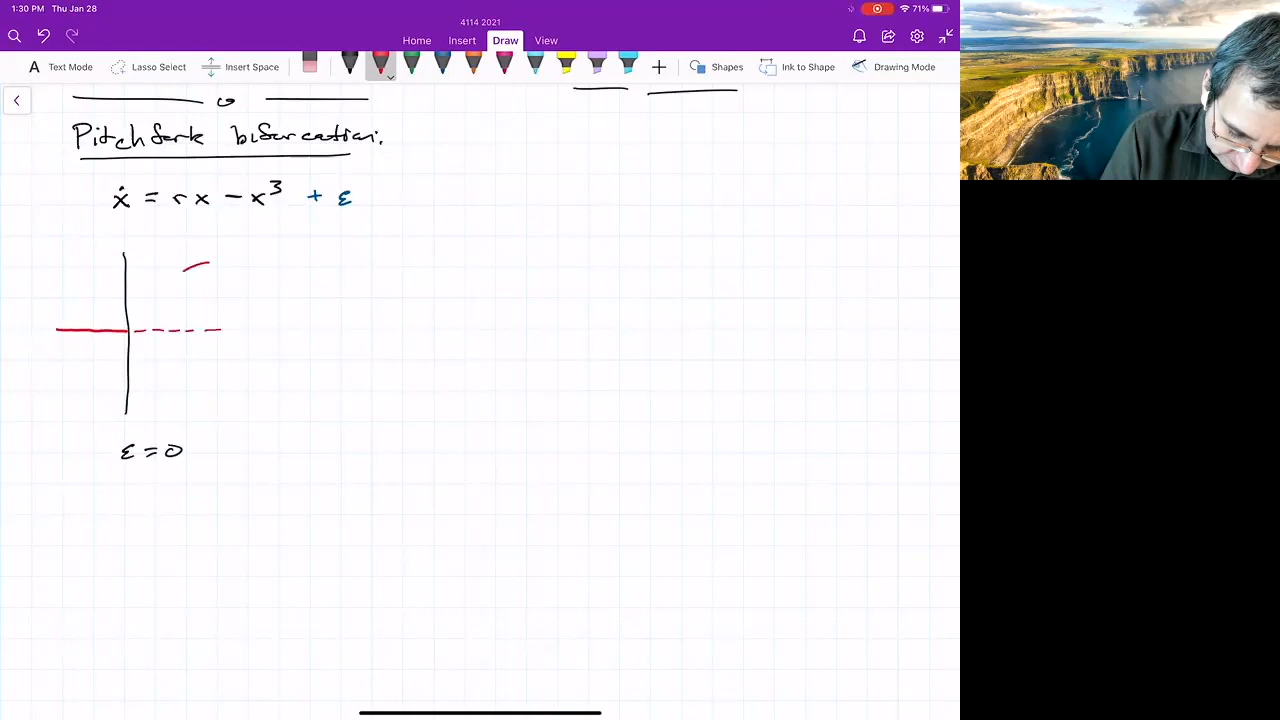 1:30 PM Thu Jan 28
71%
4114 2021
Home Insert Draw View
A Text Mode Lasso Select Insert Space Shapes Ink to Shape Drawing Mode
Pitchfork bifurcation.
ẋ = rx − x³ + ε
ε = 0